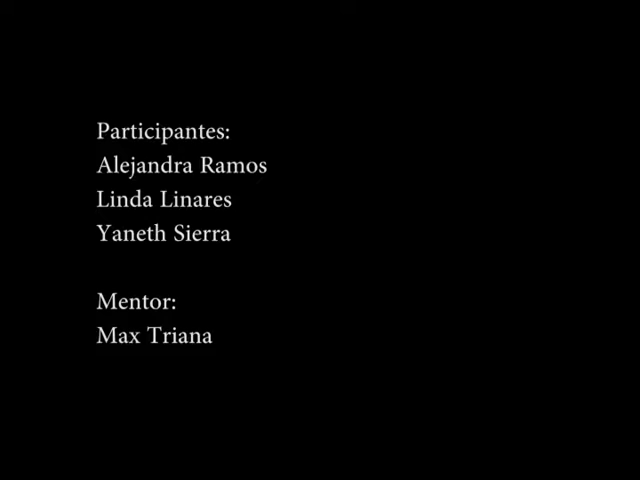 Participantes:
Alejandra Ramos
Linda Linares
Yaneth Sierra
Mentor:
Max Triana